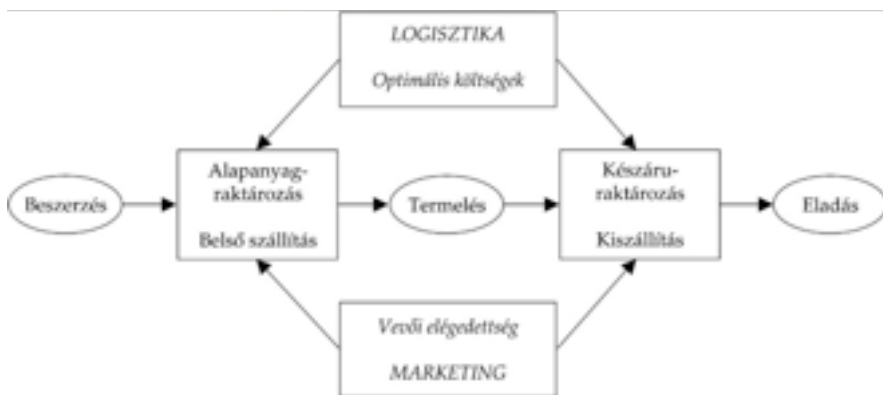 LOGISZTIKA
Optimális költségek
Beszerzés
Alapanyag-
raktározás
Belső szállítás
Termelés
Készáru-
raktározás
Kiszállítás
Eladás
Vevői elégedettség
MARKETING